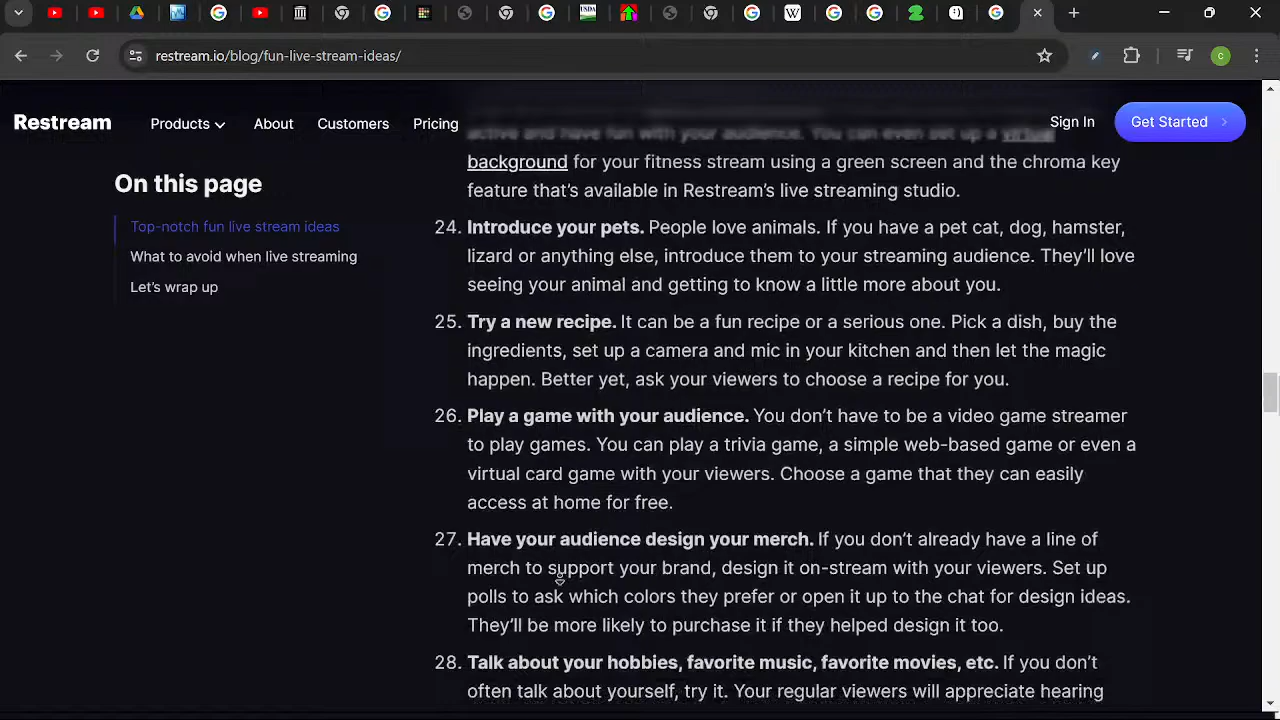 restream.io/blog/fun-live-stream-ideas/
Restream
Products
About
Customers
Pricing
Sign In
Get Started
On this page
Top-notch fun live stream ideas
What to avoid when live streaming
Let's wrap up
active and have fun with your audience. You can even set up a virtual
background for your fitness stream using a green screen and the chroma key
feature that's available in Restream's live streaming studio.
24. Introduce your pets. People love animals. If you have a pet cat, dog, hamster,
lizard or anything else, introduce them to your streaming audience. They'll love
seeing your animal and getting to know a little more about you.
25. Try a new recipe. It can be a fun recipe or a serious one. Pick a dish, buy the
ingredients, set up a camera and mic in your kitchen and then let the magic
happen. Better yet, ask your viewers to choose a recipe for you.
26. Play a game with your audience. You don't have to be a video game streamer
to play games. You can play a trivia game, a simple web-based game or even a
virtual card game with your viewers. Choose a game that they can easily
access at home for free.
27. Have your audience design your merch. If you don't already have a line of
merch to support your brand, design it on-stream with your viewers. Set up
polls to ask which colors they prefer or open it up to the chat for design ideas.
They'll be more likely to purchase it if they helped design it too.
28. Talk about your hobbies, favorite music, favorite movies, etc. If you don't
often talk about yourself, try it. Your regular viewers will appreciate hearing